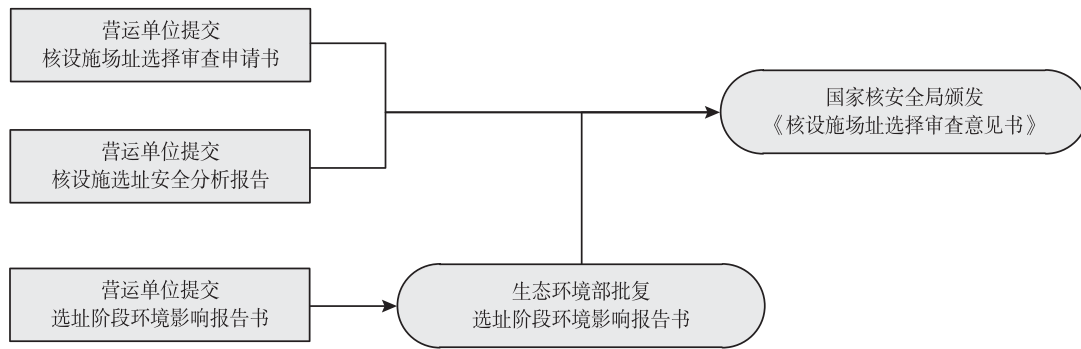 营运单位提交
核设施场址选择审查申请书
国家核安全局颁发
《核设施场址选择审查意见书》
营运单位提交
核设施选址安全分析报告
营运单位提交
选址阶段环境影响报告书
生态环境部批复
选址阶段环境影响报告书